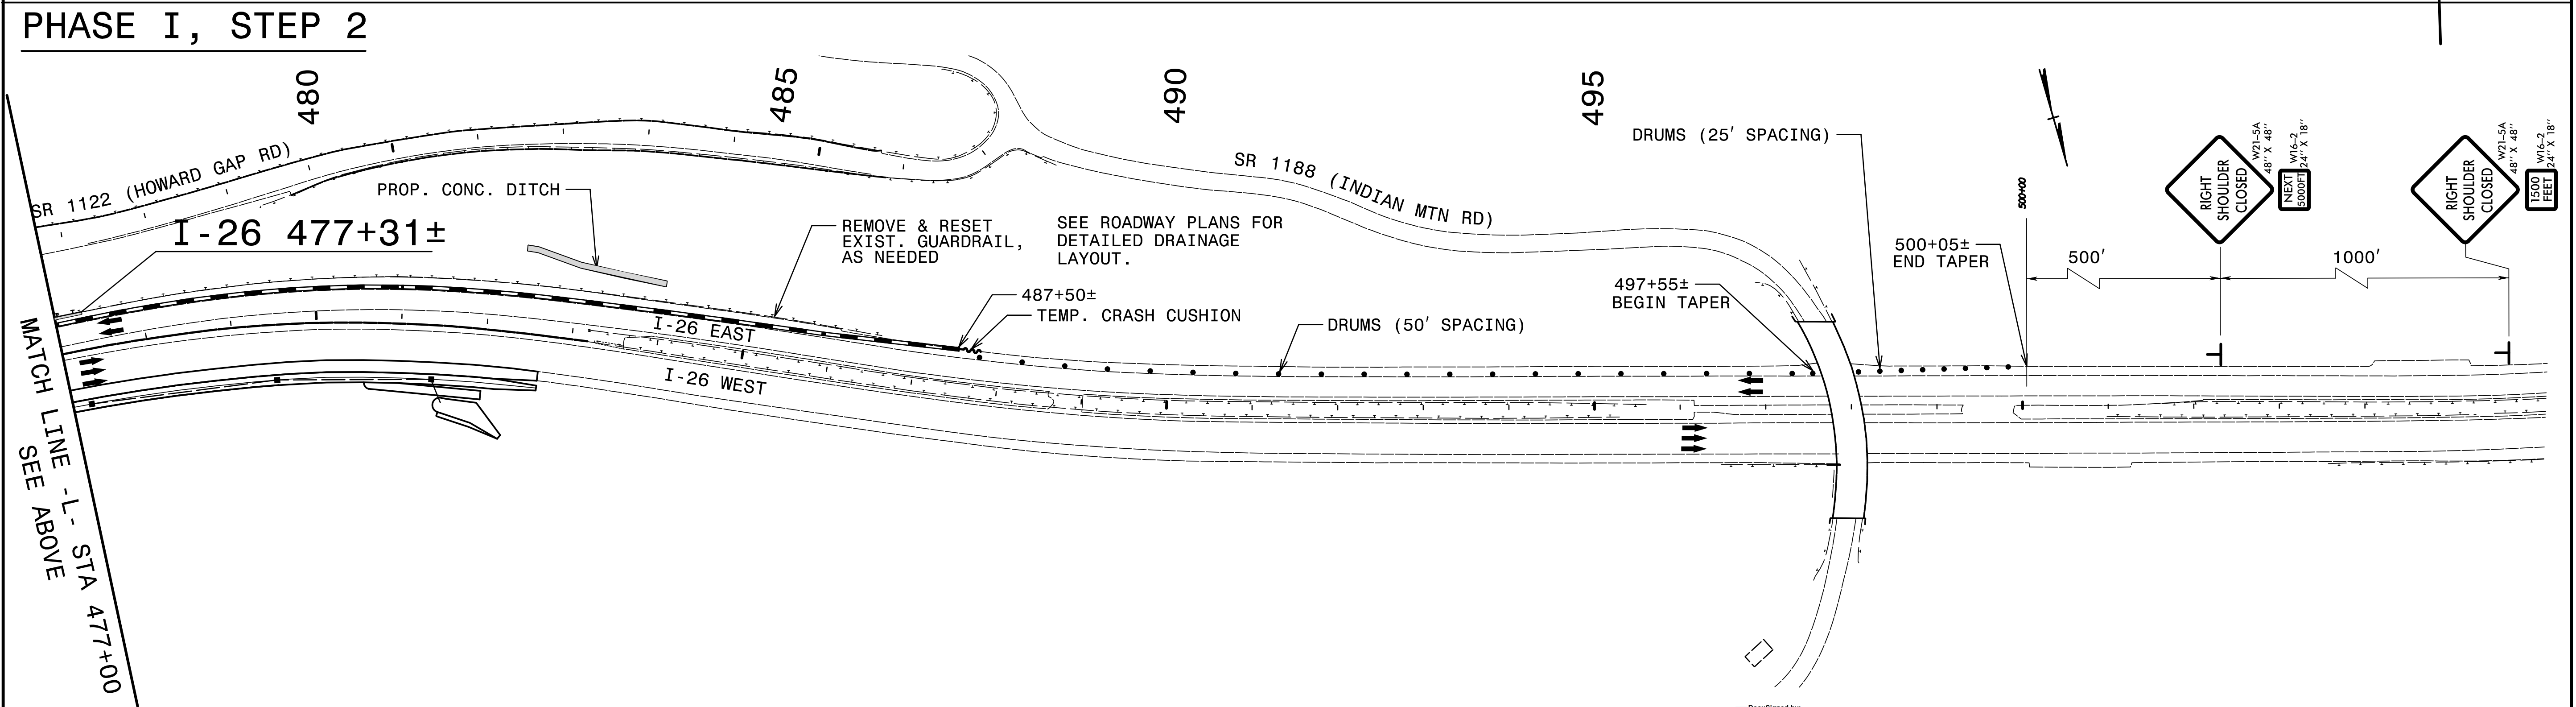 PHASE I, STEP 2
480
485
490
495
SR 1122 (HOWARD GAP RD)
I-26 477+31±
PROP. CONC. DITCH
REMOVE & RESET
EXIST. GUARDRAIL,
AS NEEDED
SEE ROADWAY PLANS FOR
DETAILED DRAINAGE
LAYOUT.
SR 1188 (INDIAN MTN RD)
DRUMS (25' SPACING)
500+00
RIGHT
SHOULDER
CLOSED
W21-5A
48'' X 48''
NEXT
5000FT
W16-2
24'' X 18''
RIGHT
SHOULDER
CLOSED
W21-5A
48'' X 48''
1500
FEET
W16-2
24'' X 18''
500+05±
END TAPER
500'
1000'
497+55±
BEGIN TAPER
487+50±
TEMP. CRASH CUSHION
DRUMS (50' SPACING)
I-26 EAST
I-26 WEST
MATCH LINE -L- STA 477+00
SEE ABOVE